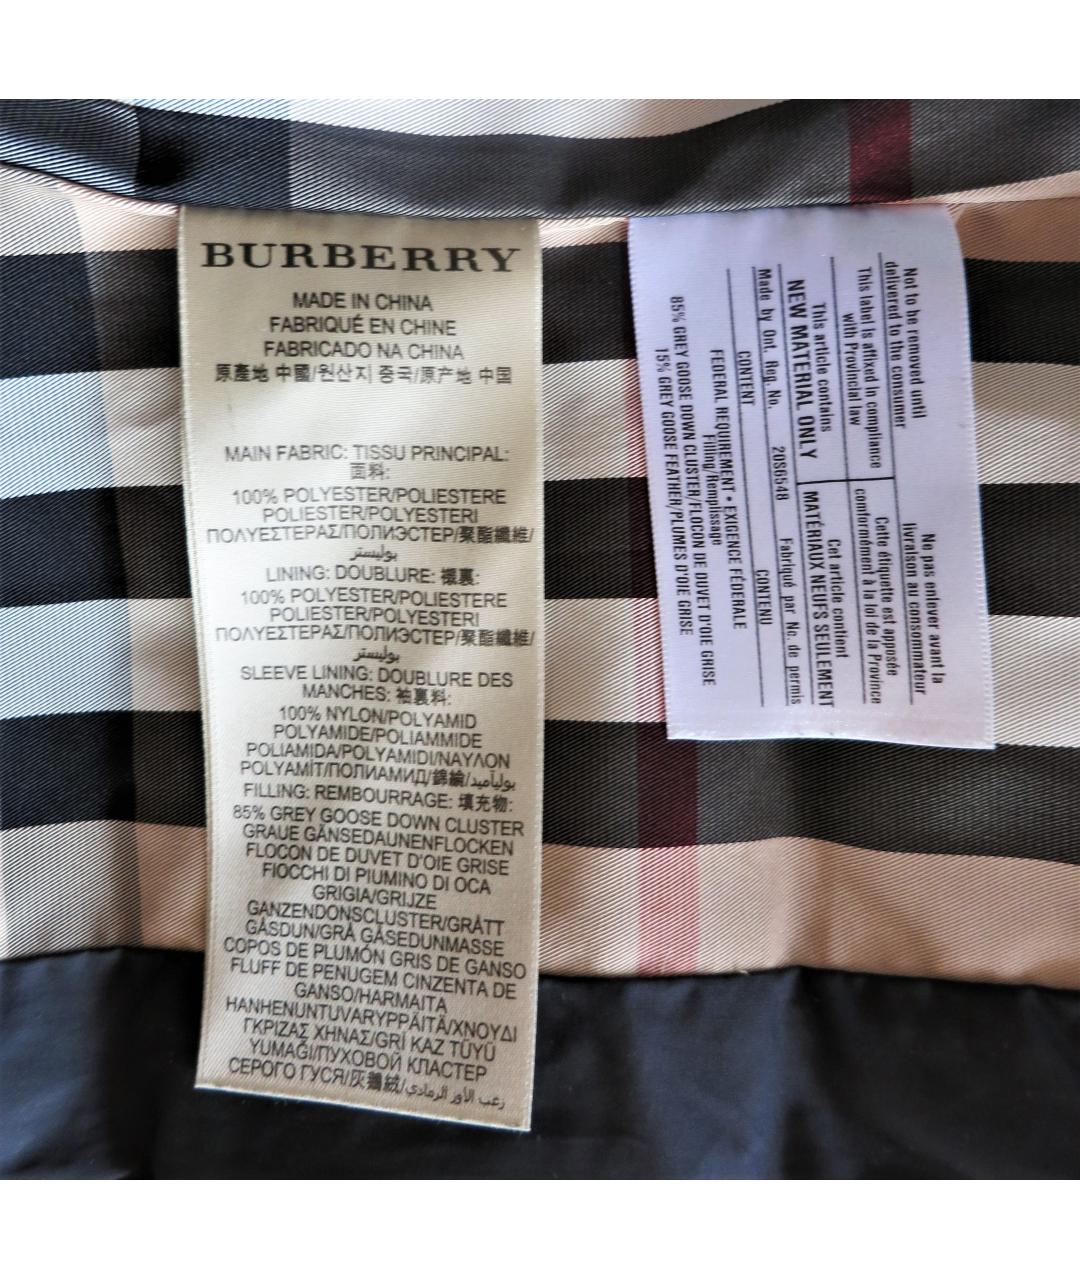 BURBERRY
MADE IN CHINA
FABRIQUÉ EN CHINE
FABRICADO NA CHINA
原產地 中國/원산지 중국/原产地 中国
MAIN FABRIC: TISSU PRINCIPAL:
面料:
100% POLYESTER/POLIESTERE
POLIESTER/POLYESTERI
ΠΟΛΥΕΣΤΕΡΑΣ/ПОЛИЭСТЕР/聚酯纖維/
بوليستر
LINING: DOUBLURE: 襯裏:
100% POLYESTER/POLIESTERE
POLIESTER/POLYESTERI
ΠΟΛΥΕΣΤΕΡΑΣ/ПОЛИЭСТЕР/聚酯纖維/
بوليستر
SLEEVE LINING: DOUBLURE DES
MANCHES: 袖裏料:
100% NYLON/POLYAMID
POLYAMIDE/POLIAMMIDE
POLIAMIDA/POLYAMIDI/ΝΑΥΛΟΝ
POLYAMİT/ПОЛИАМИД/錦綸/بوليآميد
FILLING: REMBOURRAGE: 填充物:
85% GREY GOOSE DOWN CLUSTER
GRAUE GÄNSEDAUNENFLOCKEN
FLOCON DE DUVET D'OIE GRISE
FIOCCHI DI PIUMINO DI OCA
GRIGIA/GRIJZE
GANZENDONSCLUSTER/GRÅTT
GÅSDUN/GRÅ GÅSEDUNMASSE
COPOS DE PLUMÓN GRIS DE GANSO
FLUFF DE PENUGEM CINZENTA DE
GANSO/HARMAITA
HANHENUNTUVARYPPÄITÄ/ΧΝΟΥΔΙ
ΓΚΡΙΖΑΣ ΧΗΝΑΣ/GRİ KAZ TÜYÜ
YUMAĞI/ПУХОВОЙ КЛАСТЕР
СЕРОГО ГУСЯ/灰鵝絨/رغب الأوز الرمادي
Not to be removed until
delivered to the consumer
This label is affixed in compliance
with Provincial law
This article contains
NEW MATERIAL ONLY
Made by Ont. Reg. No.
CONTENT
Ne pas enlever avant la
livraison au consommateur
Cette étiquette est apposée
conformément à la loi de la Province
Cet article contient
MATÉRIAUX NEUFS SEULEMENT
20S6548 Fabriqué par No. de permis
CONTENU
FEDERAL REQUIREMENT • EXIGENCE FÉDÉRALE
Filling/Remplissage
85% GREY GOOSE DOWN CLUSTER/FLOCON DE DUVET D'OIE GRISE
15% GREY GOOSE FEATHER/PLUMES D'OIE GRISE